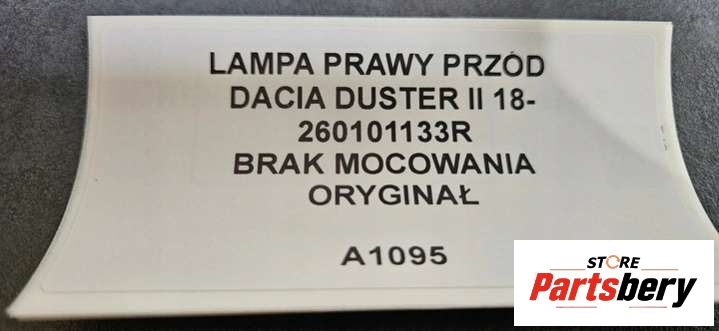 LAMPA PRAWY PRZÓD
DACIA DUSTER II 18-
260101133R
BRAK MOCOWANIA
ORYGINAŁ
A1095
STORE
Partsbery